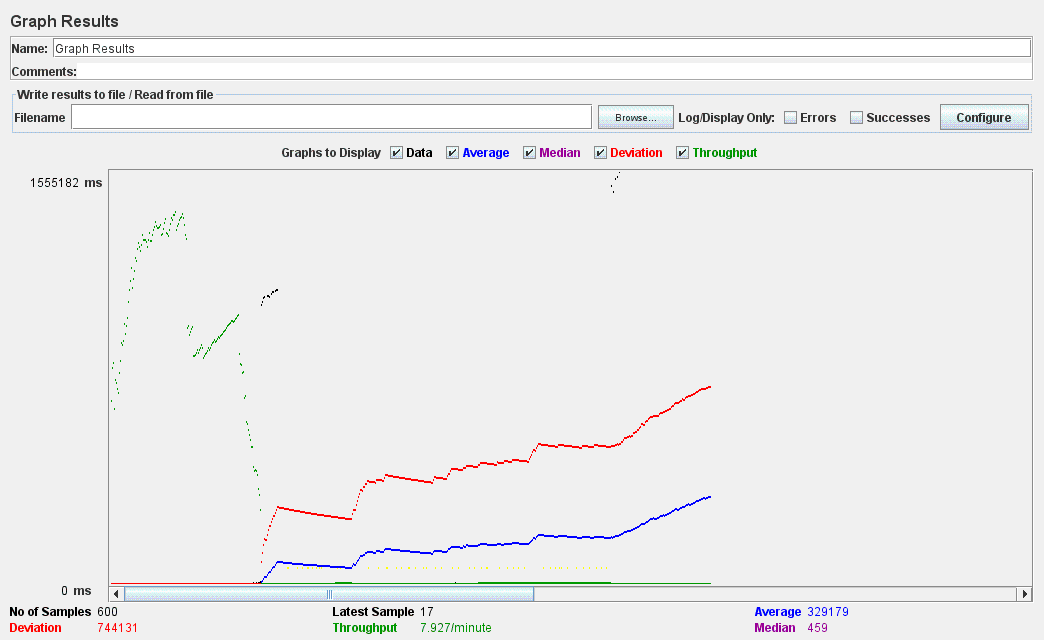 Graph Results
Name: Graph Results
Comments:
Write results to file / Read from file
Filename Browse... Log/Display Only: Errors Successes Configure
Graphs to Display Data Average Median Deviation Throughput
1555182 ms
0 ms
No of Samples 600 Latest Sample 17 Average 329179
Deviation 744131 Throughput 7.927/minute Median 459